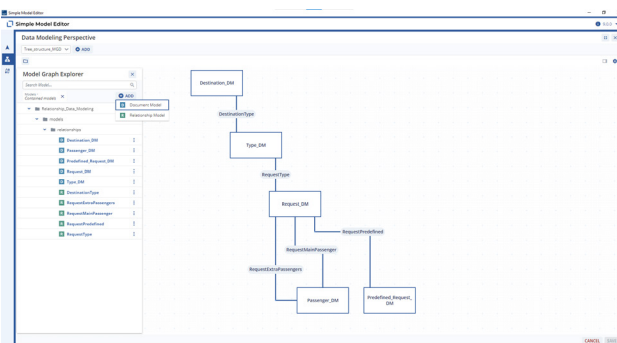 Simple Model Editor
Simple Model Editor
Data Modeling Perspective
Tree_structure_MGD
ADD
Model Graph Explorer
Search Model...
Combined models
ADD
Document Model
Relationship Model
Relationship_Data_Modeling
models
relationships
Destination_DM
Passenger_DM
Predefined_Request_DM
Request_DM
Type_DM
DestinationType
RequestExtraPassengers
RequestMainPassenger
RequestPredefined
RequestType
Destination_DM
DestinationType
Type_DM
RequestType
Request_DM
RequestPredefined
RequestMainPassenger
RequestExtraPassengers
Passenger_DM
Predefined_Request_
DM
CANCEL